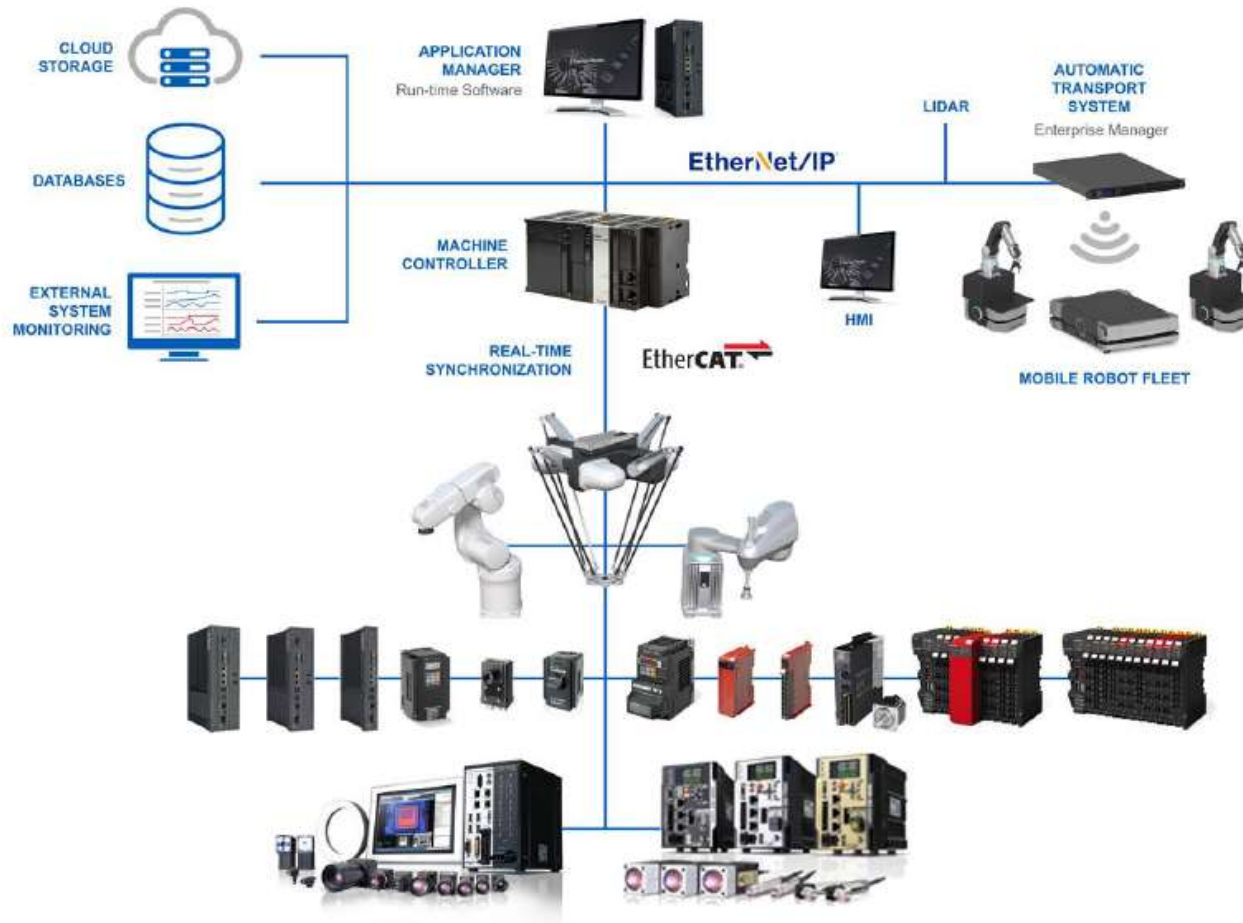 CLOUD
STORAGE
APPLICATION
MANAGER
Run-time Software
AUTOMATIC
TRANSPORT
SYSTEM
Enterprise Manager
LIDAR
EtherNet/IP
DATABASES
MACHINE
CONTROLLER
EXTERNAL
SYSTEM
MONITORING
HMI
MOBILE ROBOT FLEET
REAL-TIME
SYNCHRONIZATION
EtherCAT